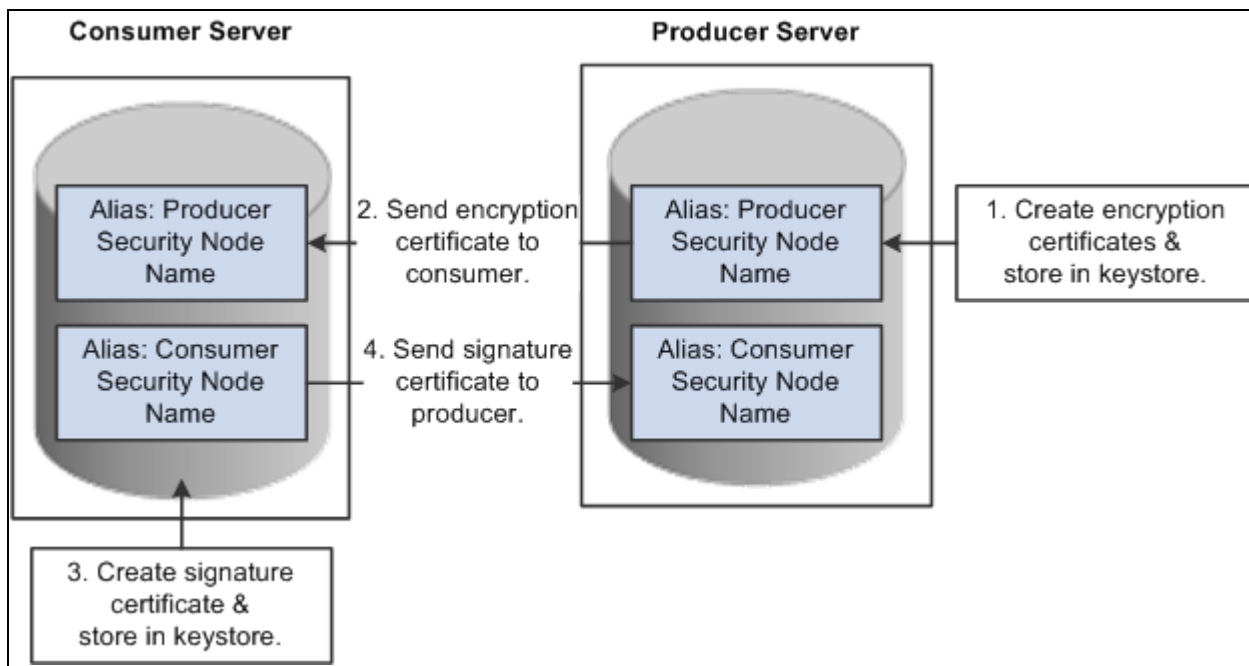 Consumer Server
Producer Server
Alias: Producer
Security Node
Name
2. Send encryption
certificate to
consumer.
Alias: Producer
Security Node
Name
1. Create encryption
certificates &
store in keystore.
Alias: Consumer
Security Node
Name
4. Send signature
certificate to
producer.
Alias: Consumer
Security Node
Name
3. Create signature
certificate &
store in keystore.